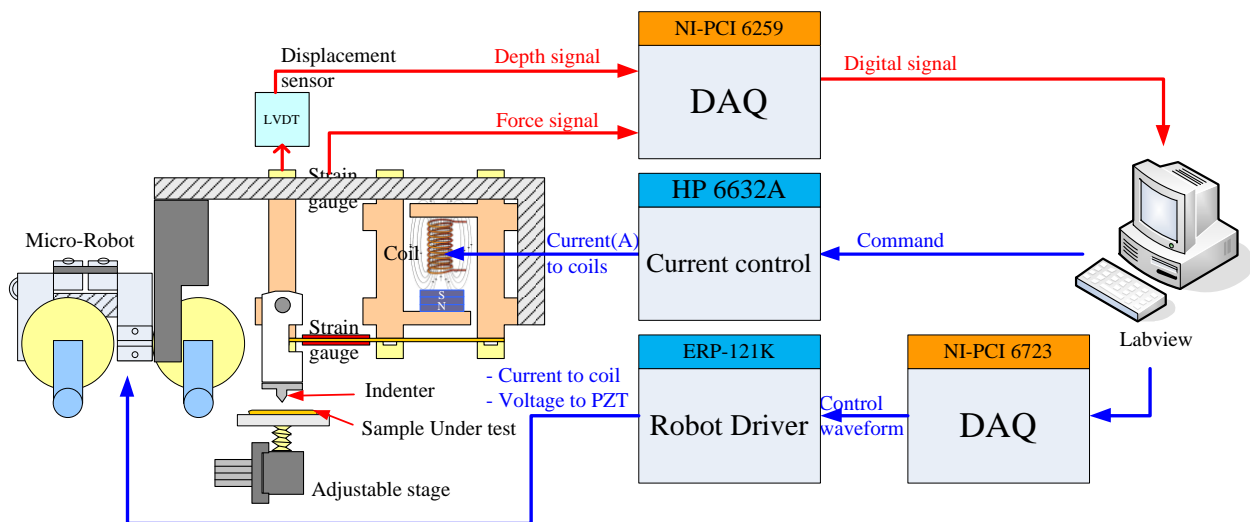 NI-PCI 6259
DAQ
Displacement
sensor
Depth signal
Digital signal
LVDT
Force signal
Strain
gauge
HP 6632A
Current control
Micro-Robot
Coil
Current(A)
to coils
Command
S
N
Strain
gauge
Labview
ERP-121K
Robot Driver
NI-PCI 6723
DAQ
- Current to coil
- Voltage to PZT
Control
waveform
Indenter
Sample Under test
Adjustable stage